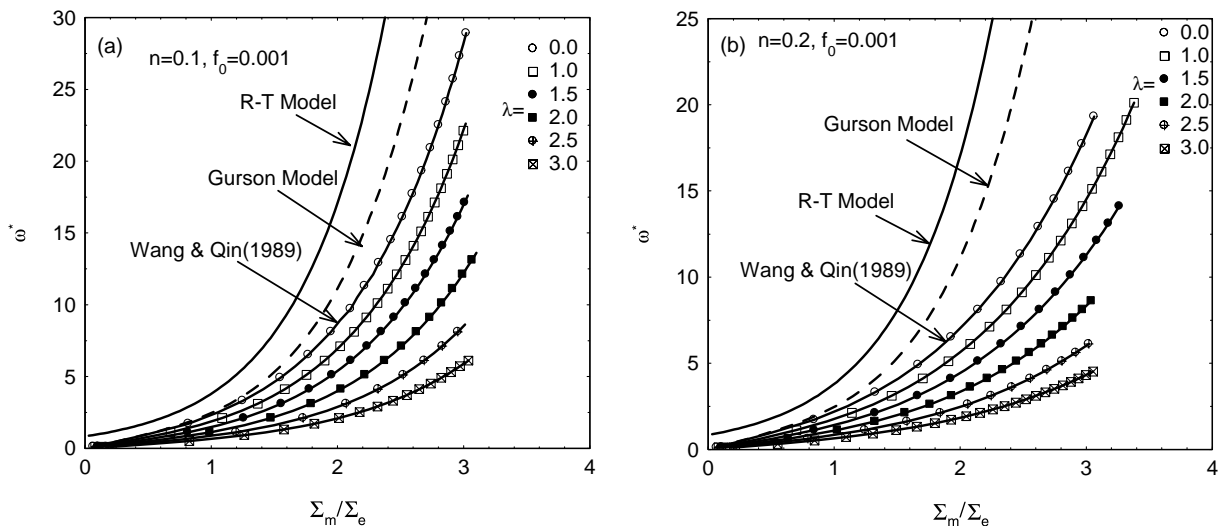 (a)
n=0.1, f₀=0.001
R-T Model
Gurson Model
Wang & Qin(1989)
λ=
0.0
1.0
1.5
2.0
2.5
3.0
30
25
20
15
10
5
0
ω*
0 1 2 3 4
Σₘ/Σₑ
(b)
n=0.2, f₀=0.001
Gurson Model
R-T Model
Wang & Qin(1989)
λ=
0.0
1.0
1.5
2.0
2.5
3.0
25
20
15
10
5
0
ω*
0 1 2 3 4
Σₘ/Σₑ